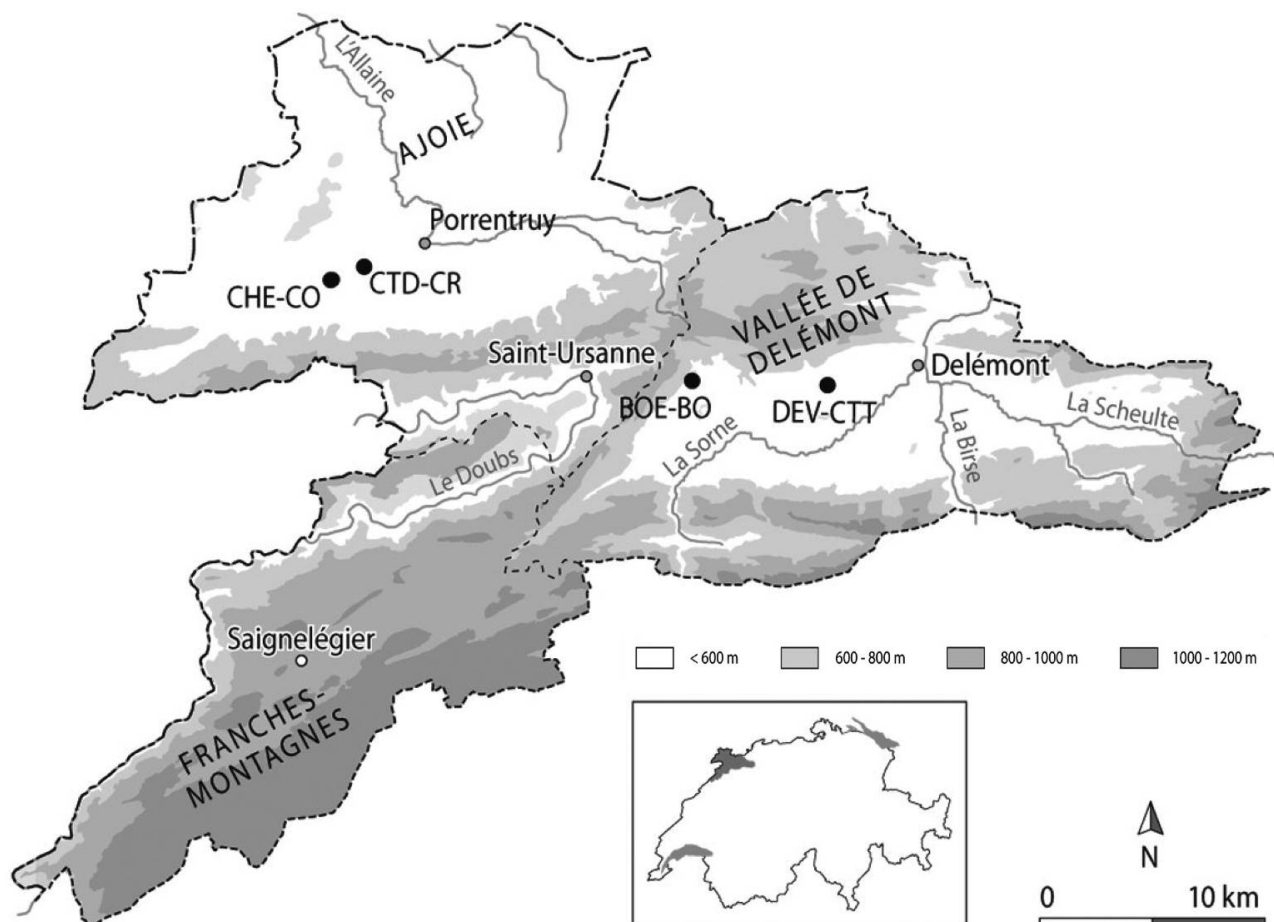 L'Allaine
AJOIE
Porrentruy
CHE-CO
CTD-CR
VALLÉE DE
DELÉMONT
Saint-Ursanne
Delémont
BOE-BO
DEV-CTT
La Scheulte
La Sorne
La Birse
Le Doubs
Saignelégier
FRANCHES-
MONTAGNES
< 600 m
600 - 800 m
800 - 1000 m
1000 - 1200 m
N
0 10 km